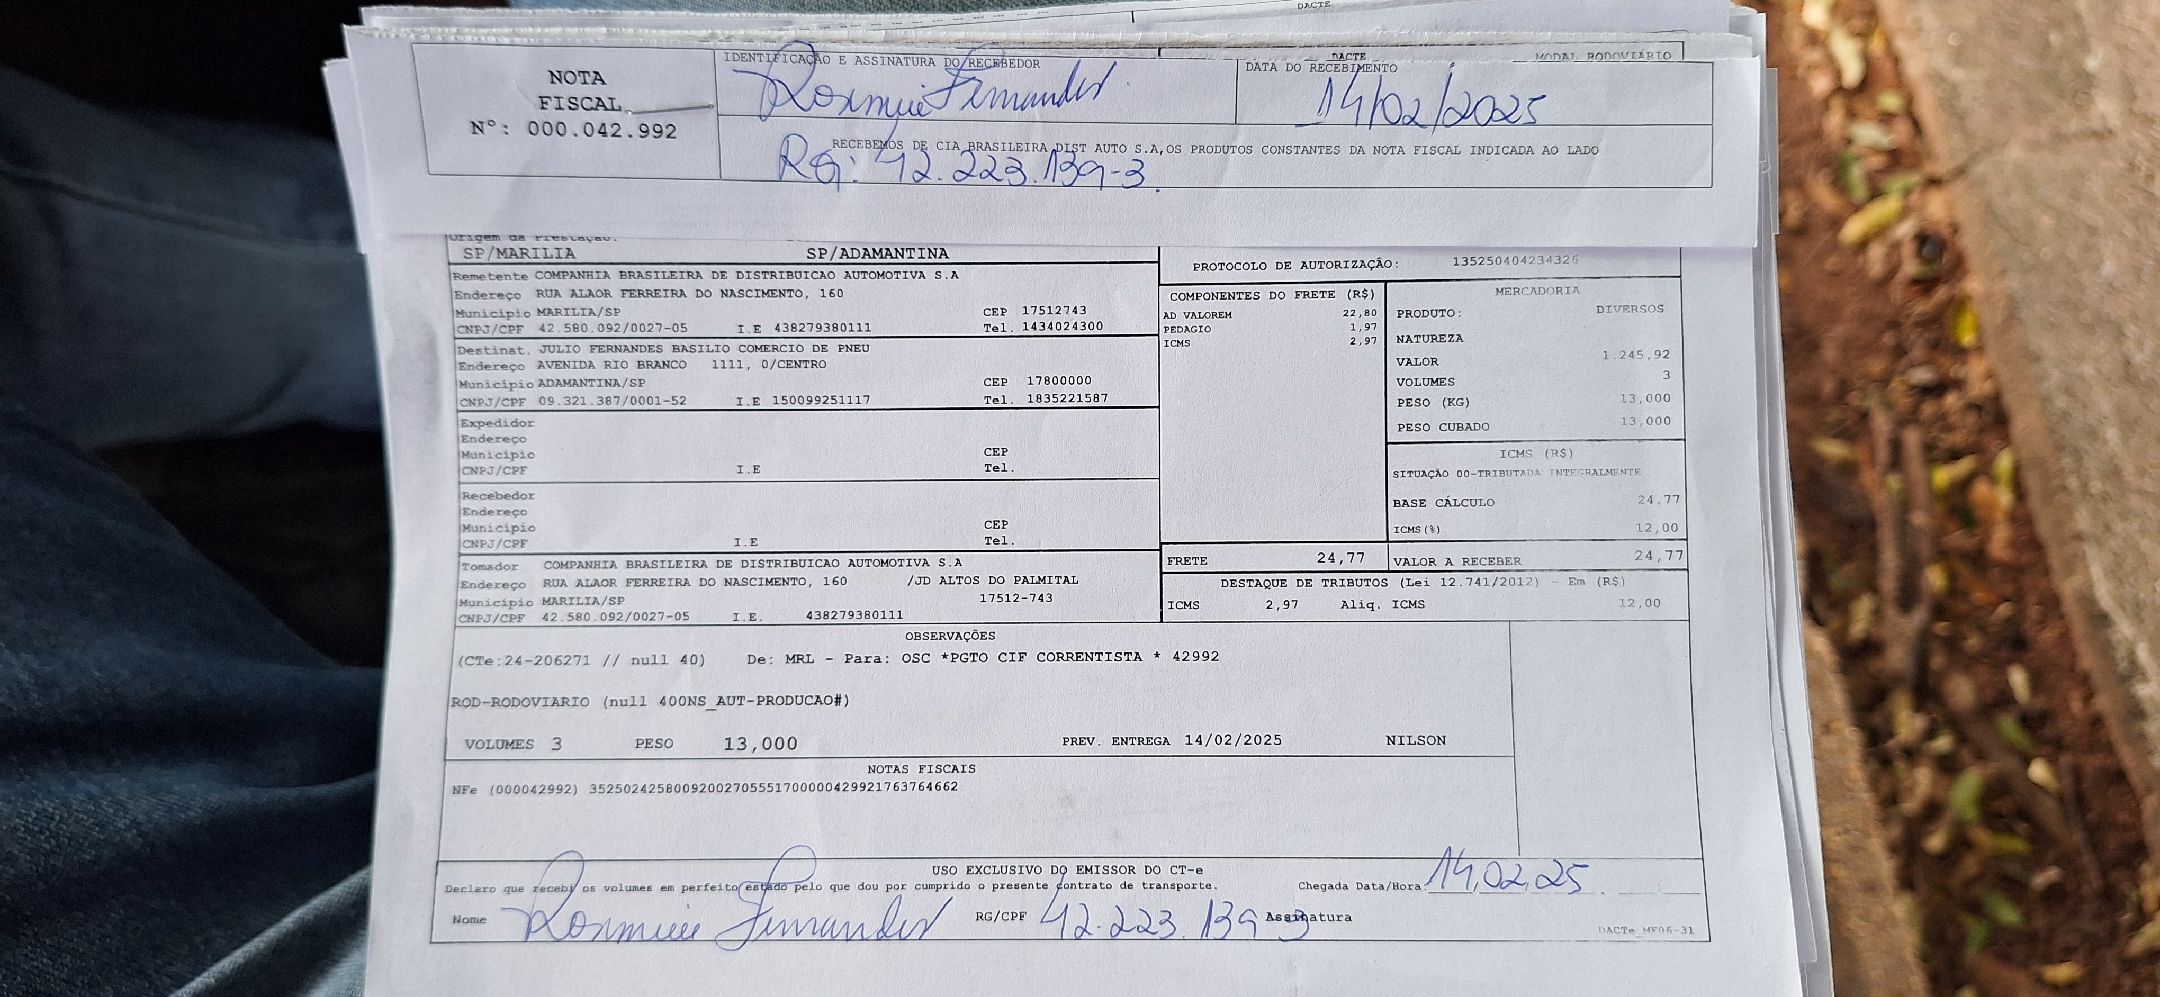 DACTE
NOTA
FISCAL
Nº: 000.042.992
IDENTIFICAÇÃO E ASSINATURA DO RECEBEDOR
Fernandes
DACTE MODAL RODOVIÁRIO
DATA DO RECEBIMENTO
14/02/2025
RECEBEMOS DE CIA BRASILEIRA DIST AUTO S.A,OS PRODUTOS CONSTANTES DA NOTA FISCAL INDICADA AO LADO
RG: 42.223.139-3
Origem da Prestação:
SP/MARILIA SP/ADAMANTINA
Remetente COMPANHIA BRASILEIRA DE DISTRIBUICAO AUTOMOTIVA S.A
Endereço RUA ALAOR FERREIRA DO NASCIMENTO, 160
Município MARILIA/SP CEP 17512743
CNPJ/CPF 42.580.092/0027-05 I.E 438279380111 Tel. 1434024300
Destinat. JULIO FERNANDES BASILIO COMERCIO DE PNEU
Endereço AVENIDA RIO BRANCO 1111, 0/CENTRO
Município ADAMANTINA/SP CEP 17800000
CNPJ/CPF 09.321.387/0001-52 I.E 150099251117 Tel. 1835221587
Expedidor
Endereço
Município CEP
CNPJ/CPF I.E Tel.
Recebedor
Endereço
Município CEP
CNPJ/CPF I.E Tel.
Tomador COMPANHIA BRASILEIRA DE DISTRIBUICAO AUTOMOTIVA S.A
Endereço RUA ALAOR FERREIRA DO NASCIMENTO, 160 /JD ALTOS DO PALMITAL
Município MARILIA/SP 17512-743
CNPJ/CPF 42.580.092/0027-05 I.E. 438279380111
PROTOCOLO DE AUTORIZAÇÃO: 135250404234326
COMPONENTES DO FRETE (R$)
AD VALOREM 22,80
PEDAGIO 1,97
ICMS 2,97
MERCADORIA
PRODUTO: DIVERSOS
NATUREZA
VALOR 1.245,92
VOLUMES 3
PESO (KG) 13,000
PESO CUBADO 13,000
ICMS (R$)
SITUAÇÃO 00-TRIBUTADA INTEGRALMENTE
BASE CÁLCULO 24,77
ICMS(%) 12,00
FRETE 24,77 VALOR A RECEBER 24,77
DESTAQUE DE TRIBUTOS (Lei 12.741/2012) - Em (R$)
ICMS 2,97 Aliq. ICMS 12,00
OBSERVAÇÕES
(CTe:24-206271 // null 40) De: MRL - Para: OSC *PGTO CIF CORRENTISTA * 42992
ROD-RODOVIARIO (null 400NS_AUT-PRODUCAO#)
VOLUMES 3 PESO 13,000 PREV. ENTREGA 14/02/2025 NILSON
NOTAS FISCAIS
NFe (000042992) 35250242580092002705551700000429921763764662
USO EXCLUSIVO DO EMISSOR DO CT-e
Declaro que recebi os volumes em perfeito estado pelo que dou por cumprido o presente contrato de transporte. Chegada Data/Hora: 14.02.25
Nome Fernandes RG/CPF 42.223.139-3 Assinatura
DACTe_MF06-31